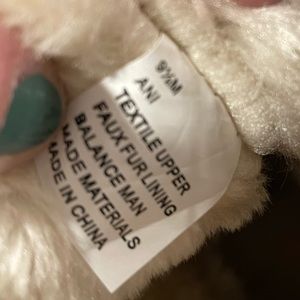 9½M
ANI
TEXTILE UPPER
FAUX FUR LINING
BALANCE MAN
MADE MATERIALS
MADE IN CHINA